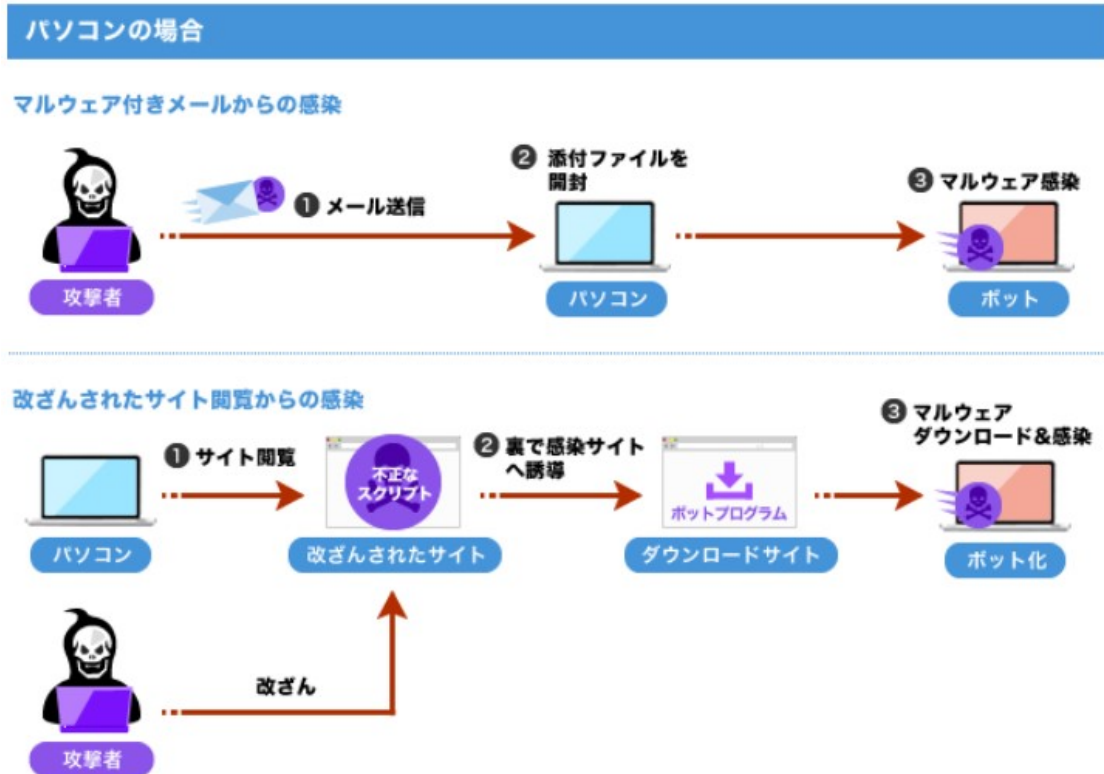 パソコンの場合
マルウェア付きメールからの感染
❶ メール送信
❷ 添付ファイルを
開封
❸ マルウェア感染
攻撃者
パソコン
ボット
改ざんされたサイト閲覧からの感染
❶ サイト閲覧
不正な
スクリプト
❷ 裏で感染サイト
へ誘導
ボットプログラム
❸ マルウェア
ダウンロード&感染
パソコン
改ざんされたサイト
ダウンロードサイト
ボット化
改ざん
攻撃者